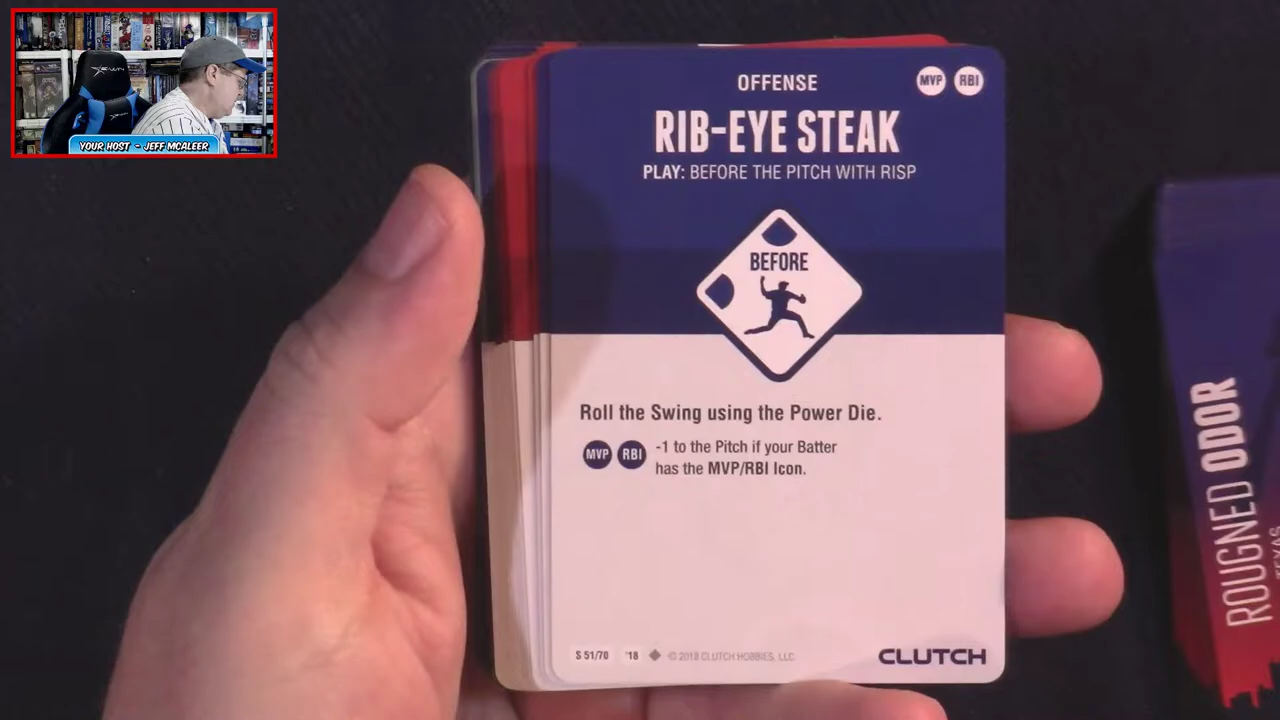 YOUR HOST - JEFF MCALEER
OFFENSE
MVP RBI
RIB-EYE STEAK
PLAY: BEFORE THE PITCH WITH RISP
BEFORE
Roll the Swing using the Power Die.
MVP RBI -1 to the Pitch if your Batter
has the MVP/RBI Icon.
S 51/70 '18 © 2018 CLUTCH HOBBIES, LLC
CLUTCH
ROUGNED ODOR
TEXAS